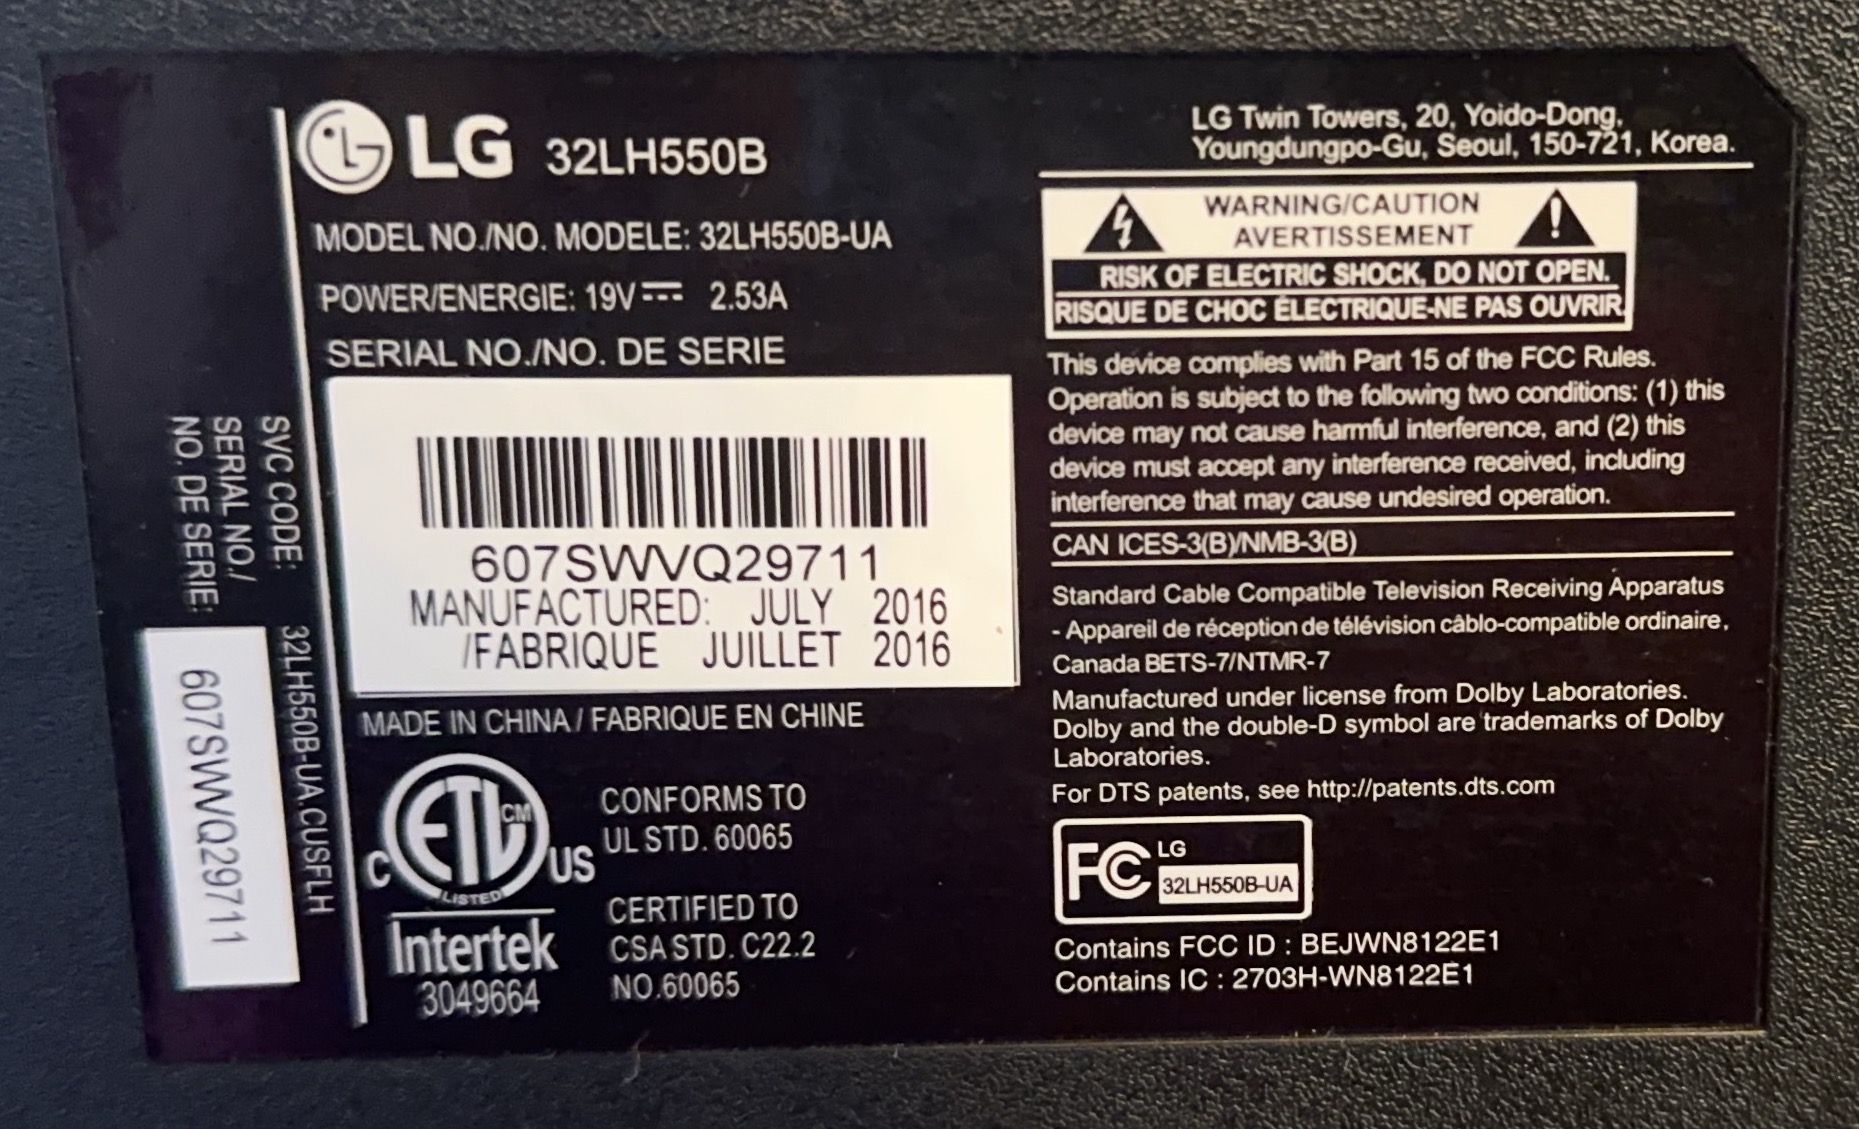 LG 32LH550B
MODEL NO./NO. MODELE: 32LH550B-UA
POWER/ENERGIE: 19V⎓ 2.53A
SERIAL NO./NO. DE SERIE
607SWVQ29711
MANUFACTURED: JULY 2016
/FABRIQUE JUILLET 2016
MADE IN CHINA / FABRIQUE EN CHINE
ETL CM
LISTED
C US
Intertek
3049664
CONFORMS TO
UL STD. 60065
CERTIFIED TO
CSA STD. C22.2
NO.60065
SVC CODE: 32LH550B-UA.CUSFLH
SERIAL NO./
NO. DE SERIE: 607SWVQ29711
LG Twin Towers, 20, Yoido-Dong,
Youngdungpo-Gu, Seoul, 150-721, Korea.
WARNING/CAUTION
AVERTISSEMENT
RISK OF ELECTRIC SHOCK, DO NOT OPEN.
RISQUE DE CHOC ÉLECTRIQUE-NE PAS OUVRIR.
This device complies with Part 15 of the FCC Rules.
Operation is subject to the following two conditions: (1) this
device may not cause harmful interference, and (2) this
device must accept any interference received, including
interference that may cause undesired operation.
CAN ICES-3(B)/NMB-3(B)
Standard Cable Compatible Television Receiving Apparatus
- Appareil de réception de télévision câblo-compatible ordinaire,
Canada BETS-7/NTMR-7
Manufactured under license from Dolby Laboratories.
Dolby and the double-D symbol are trademarks of Dolby
Laboratories.
For DTS patents, see http://patents.dts.com
FC LG
32LH550B-UA
Contains FCC ID : BEJWN8122E1
Contains IC : 2703H-WN8122E1